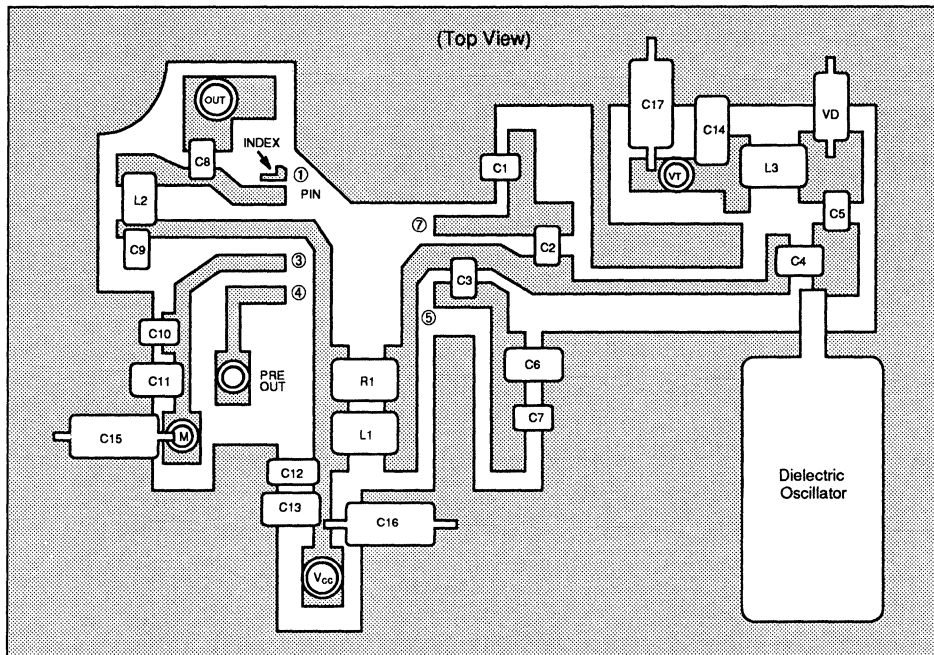 (Top View)
OUT
C17
VD
C14
INDEX
C8
①
C1
L3
VT
PIN
L2
C5
⑦
C9
C2
③
C3
C4
④
⑤
C10
C6
PRE
OUT
C11
R1
C7
L1
C15
M
C12
Dielectric
Oscillator
C13
C16
VCC